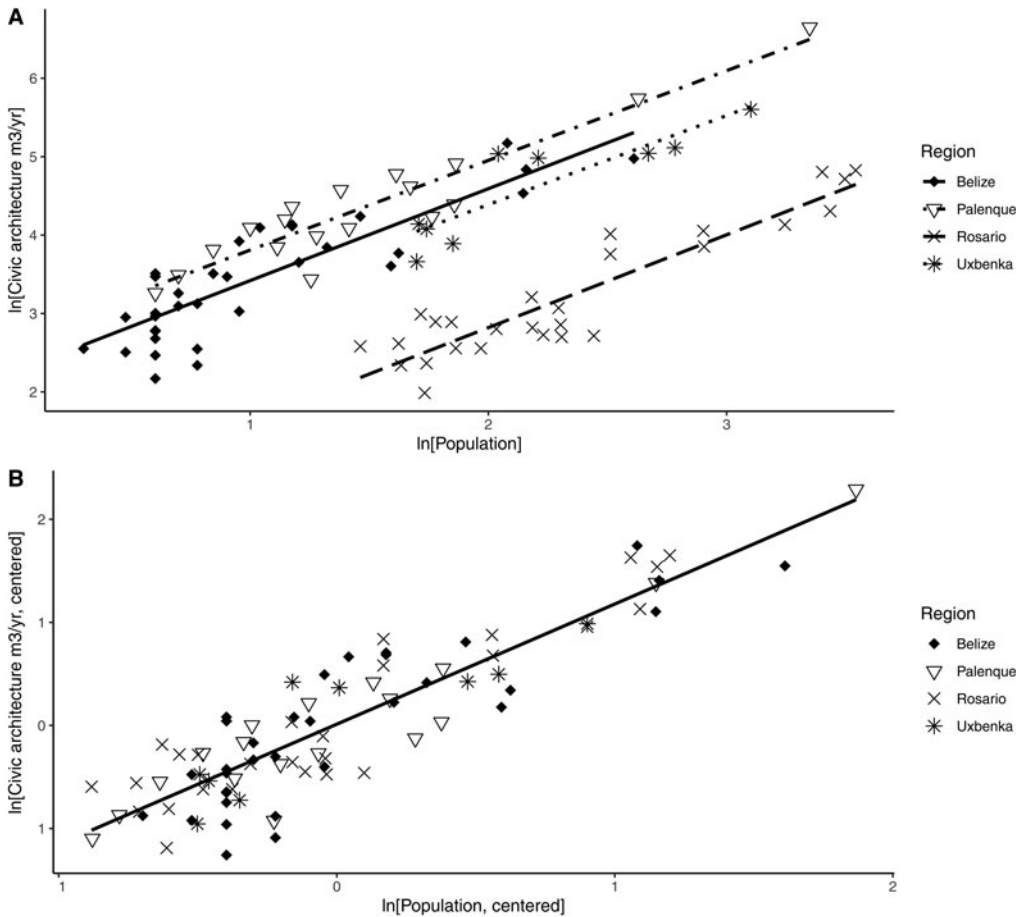 A
ln[Civic architecture m3/yr]
6
5
4
3
2
1
2
3
ln[Population]
Region
Belize
Palenque
Rosario
Uxbenka
B
ln[Civic architecture m3/yr, centered]
2
1
0
1
1
0
1
2
ln[Population, centered]
Region
Belize
Palenque
Rosario
Uxbenka